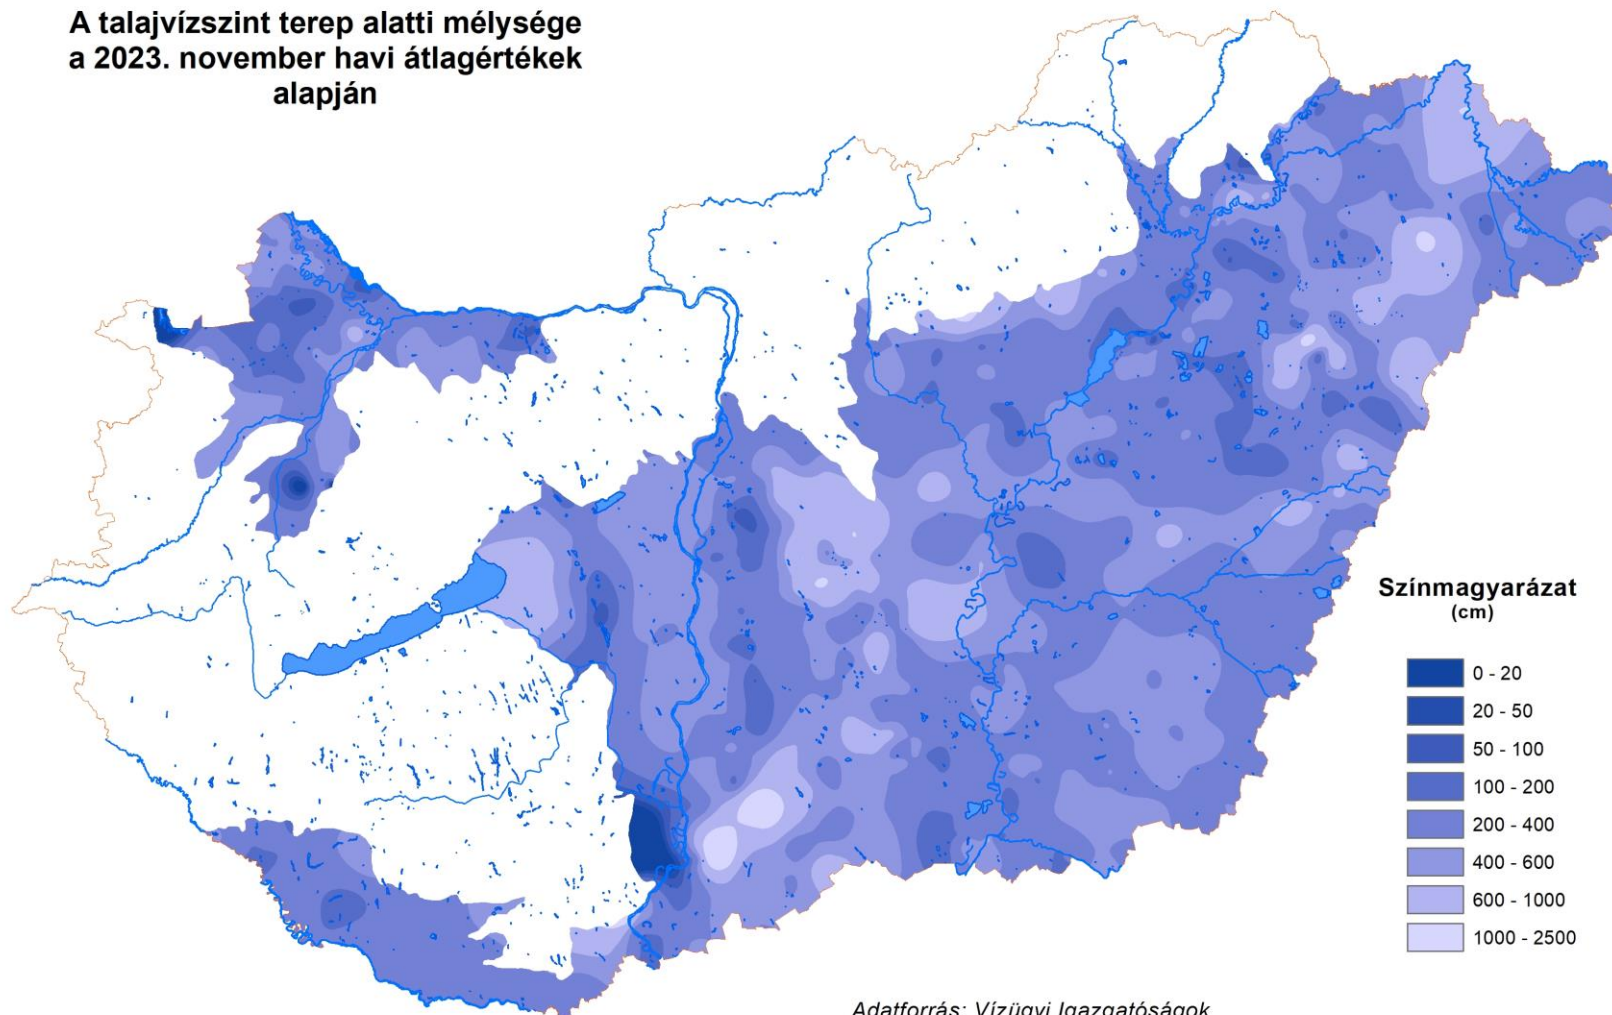 A talajvízszint terep alatti mélysége
a 2023. november havi átlagértékek
alapján
Színmagyarázat
(cm)
0 - 20
20 - 50
50 - 100
100 - 200
200 - 400
400 - 600
600 - 1000
1000 - 2500
Adatforrás: Vízügyi Igazgatóságok